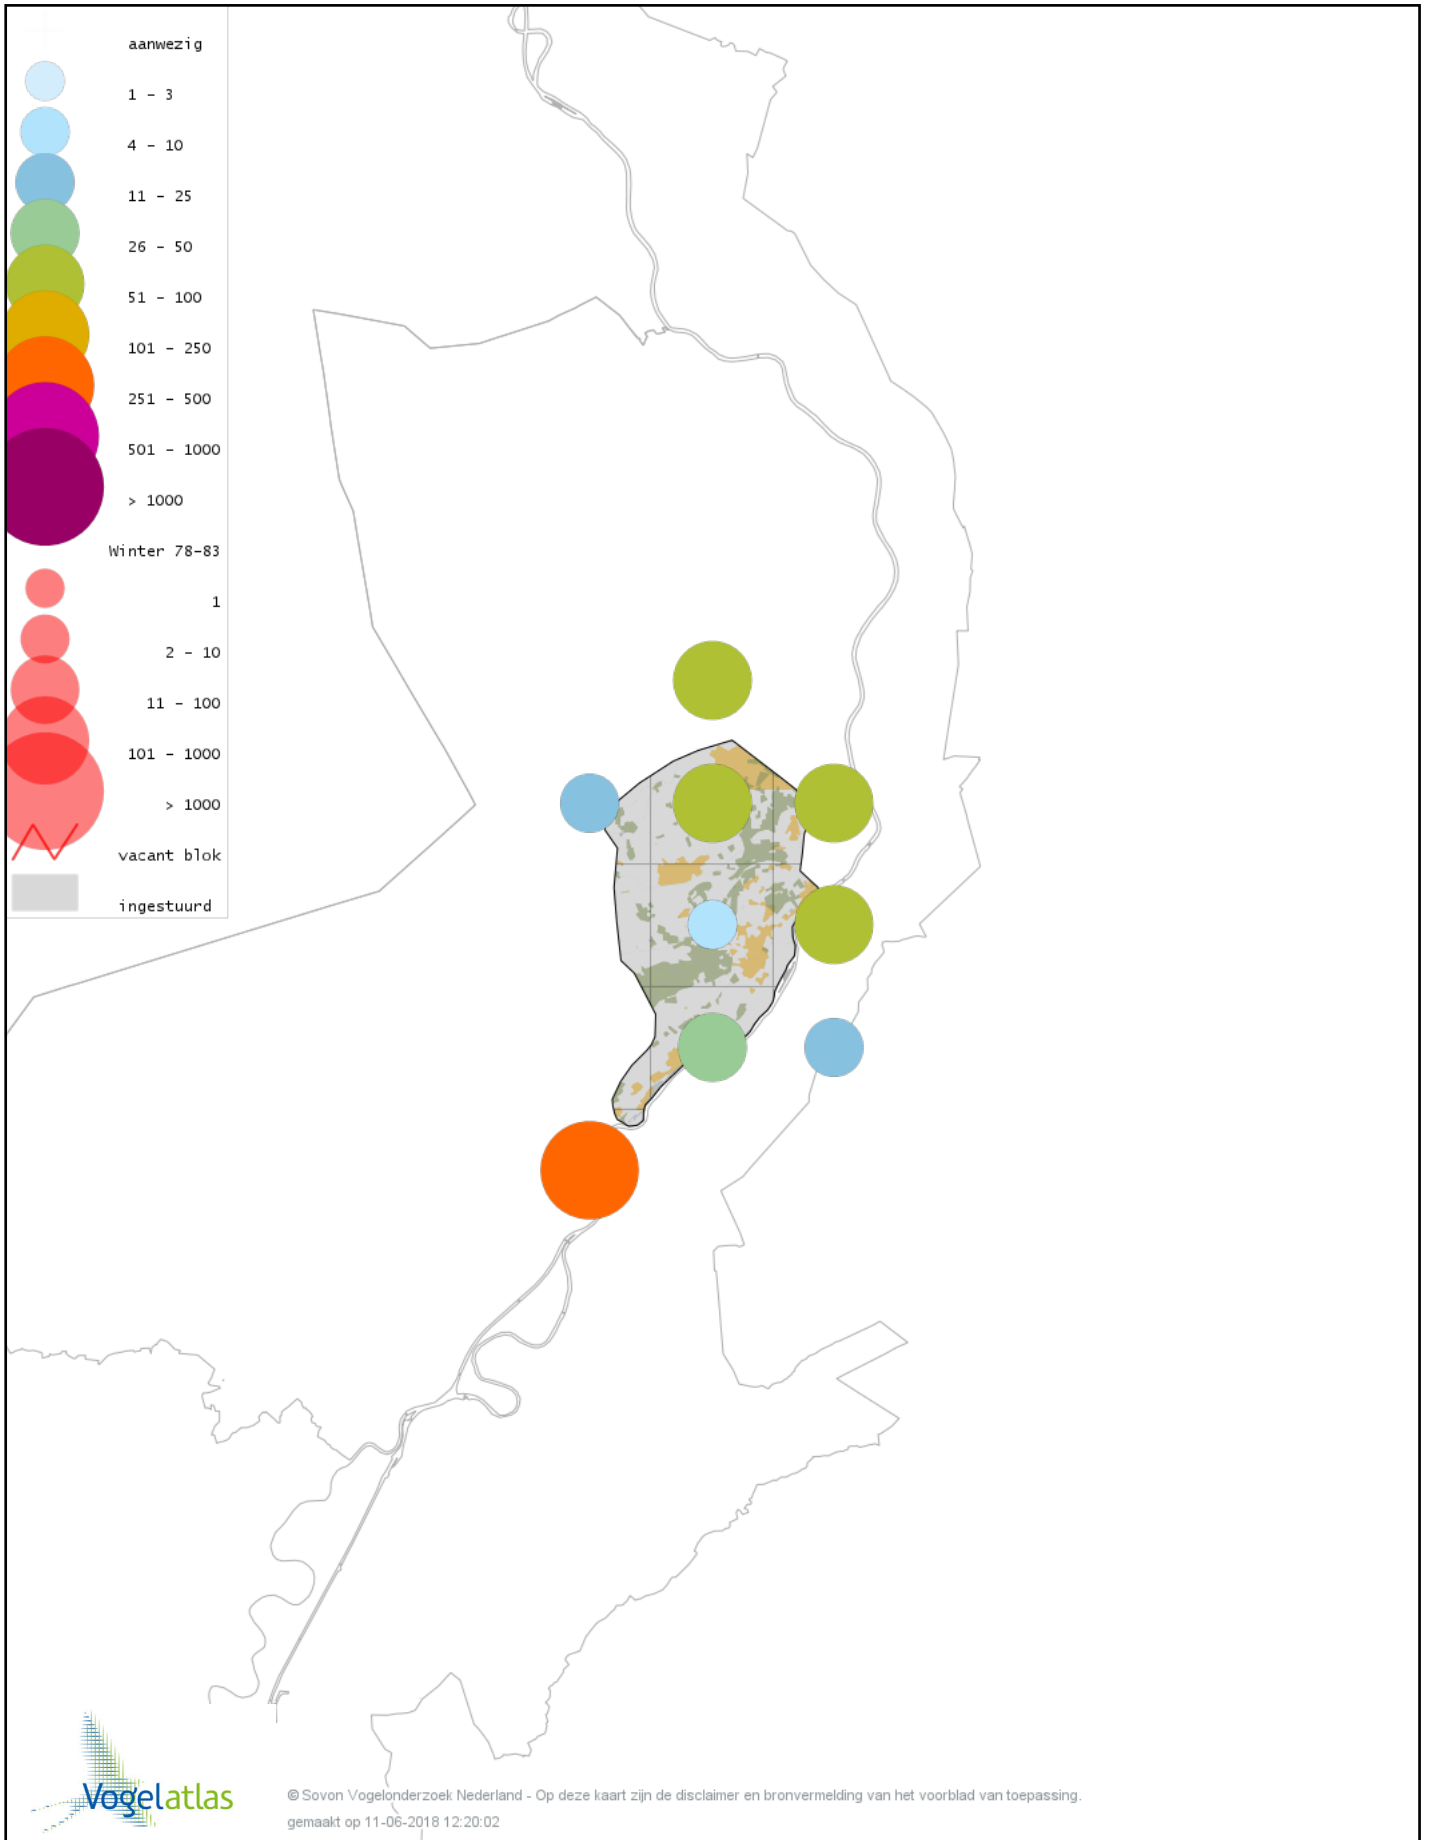 aanwezig
1 - 3
4 - 10
11 - 25
26 - 50
51 - 100
101 - 250
251 - 500
501 - 1000
> 1000
Winter 78-83
1
2 - 10
11 - 100
101 - 1000
> 1000
vacant blok
ingestuurd
Vogelatlas
© Sovon Vogelonderzoek Nederland - Op deze kaart zijn de disclaimer en bronvermelding van het voorblad van toepassing.
gemaakt op 11-06-2018 12:20:02